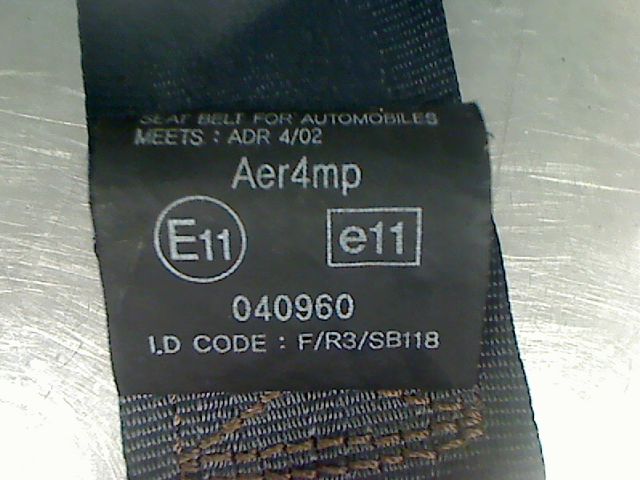 SEAT BELT FOR AUTOMOBILES
MEETS : ADR 4/02
Aer4mp
E11 e11
040960
I.D CODE : F/R3/SB118